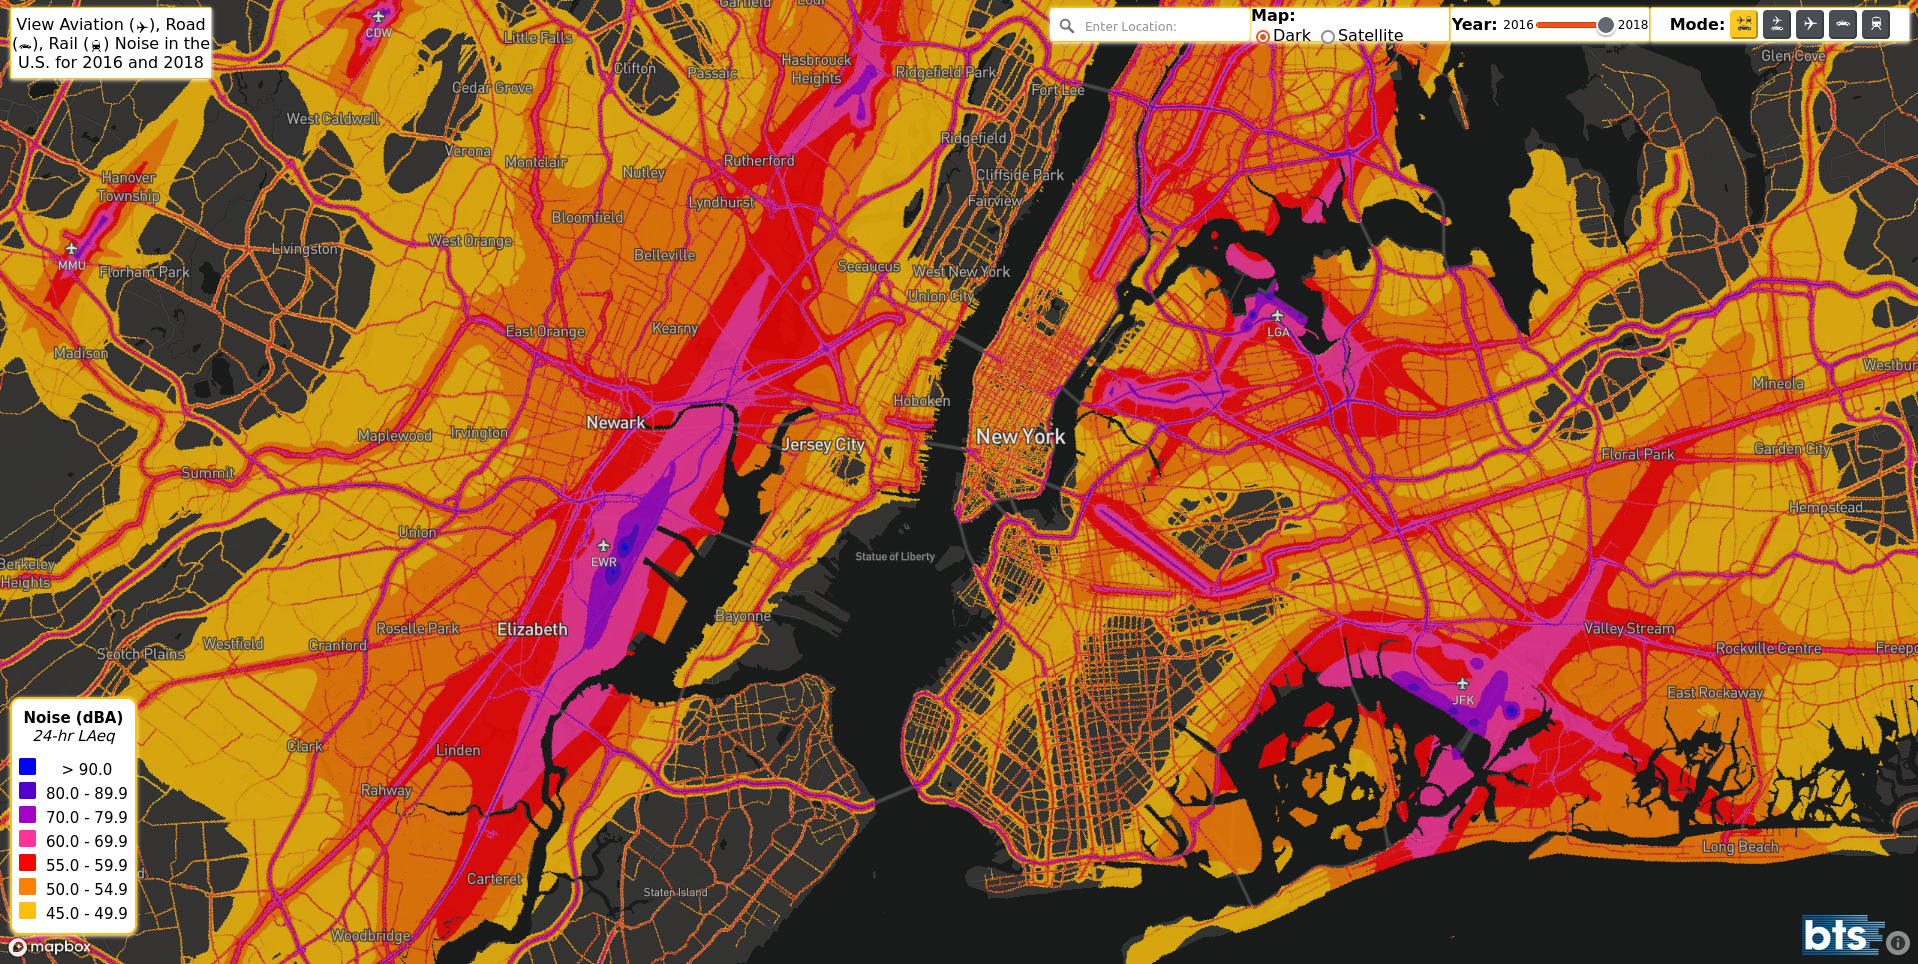 View Aviation (✈), Road
(🚗), Rail (🚆) Noise in the
U.S. for 2016 and 2018
Enter Location:
Map:
Dark
Satellite
Year:
2016
2018
Mode:
Garfield
Lodi
CDW
Little Falls
Clifton
Passaic
Hasbrouck
Heights
Ridgefield Park
Fort Lee
Glen Cove
Cedar Grove
West Caldwell
Verona
Montclair
Nutley
Rutherford
Ridgefield
Hanover
Township
Cliffside Park
Fairview
Lyndhurst
Bloomfield
West Orange
Livingston
Belleville
MMU
Florham Park
Secaucus
West New York
Union City
East Orange
Kearny
LGA
Madison
Westbur
Mineola
Hoboken
Newark
Maplewood
Irvington
Jersey City
New York
Summit
Floral Park
Garden City
Hempstead
Union
EWR
Statue of Liberty
Berkeley
Heights
Bayonne
Roselle Park
Elizabeth
Westfield
Cranford
Scotch Plains
Valley Stream
Rockville Centre
Freepo
JFK
East Rockaway
Clark
Linden
Rahway
Long Beach
Carteret
Staten Island
Woodbridge
Noise (dBA)
24-hr LAeq
> 90.0
80.0 - 89.9
70.0 - 79.9
60.0 - 69.9
55.0 - 59.9
50.0 - 54.9
45.0 - 49.9
d
mapbox
bts
i